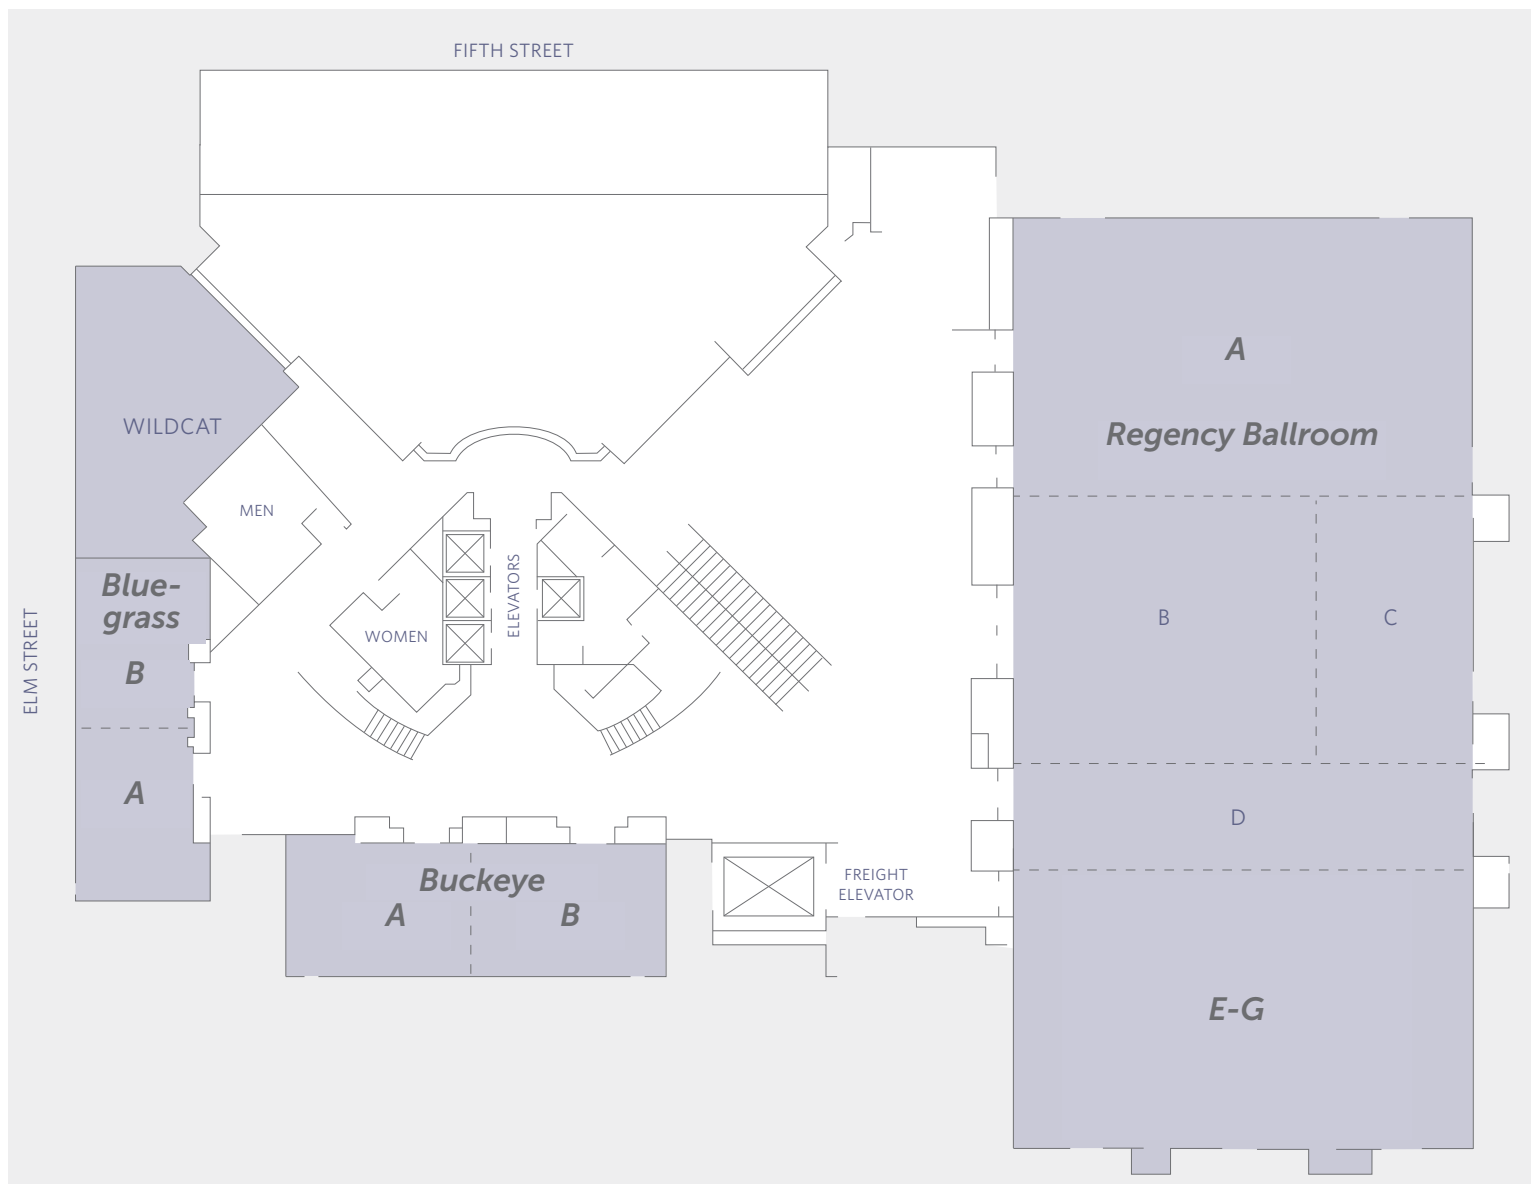 FIFTH STREET
A
Regency Ballroom
WILDCAT
MEN
ELEVATORS
Blue-
grass
B
C
WOMEN
ELM STREET
B
A
D
Buckeye
A
B
FREIGHT
ELEVATOR
E-G